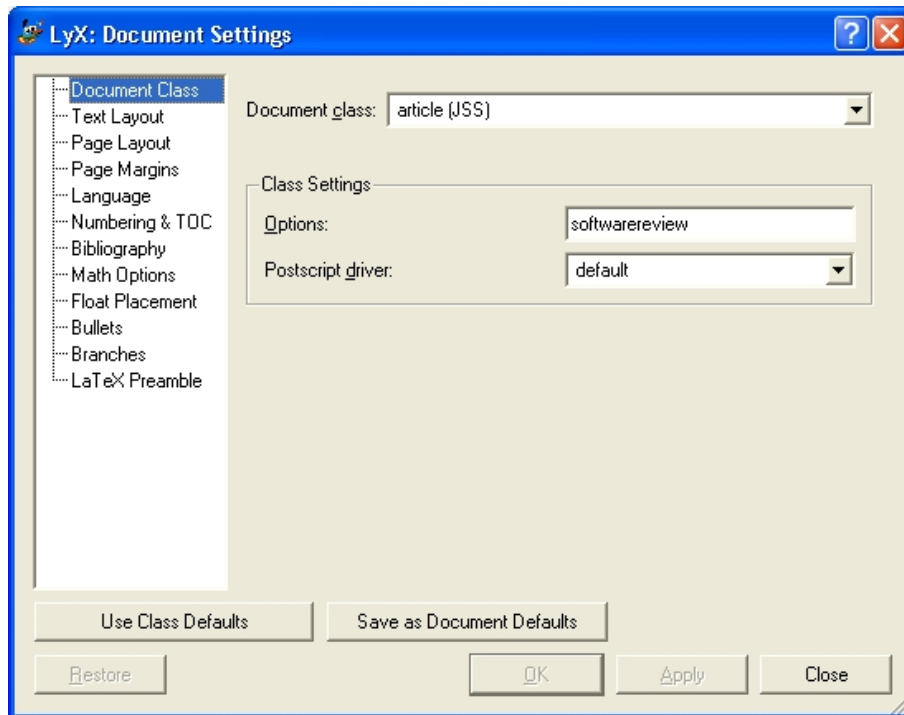 LyX: Document Settings
Document Class
Text Layout
Page Layout
Page Margins
Language
Numbering & TOC
Bibliography
Math Options
Float Placement
Bullets
Branches
LaTeX Preamble
Document class: article (JSS)
Class Settings
Options: softwarereview
Postscript driver: default
Use Class Defaults Save as Document Defaults
Restore OK Apply Close